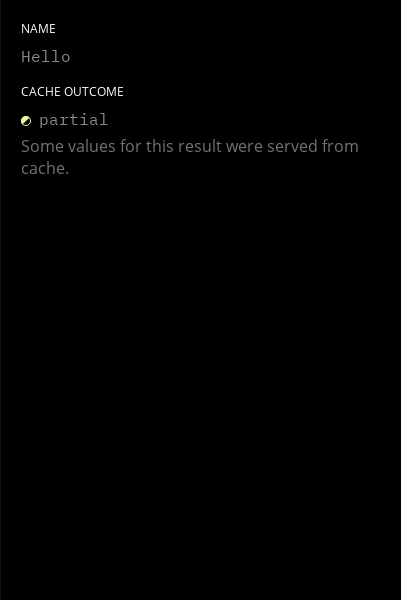 NAME
Hello
CACHE OUTCOME
partial
Some values for this result were served from
cache.